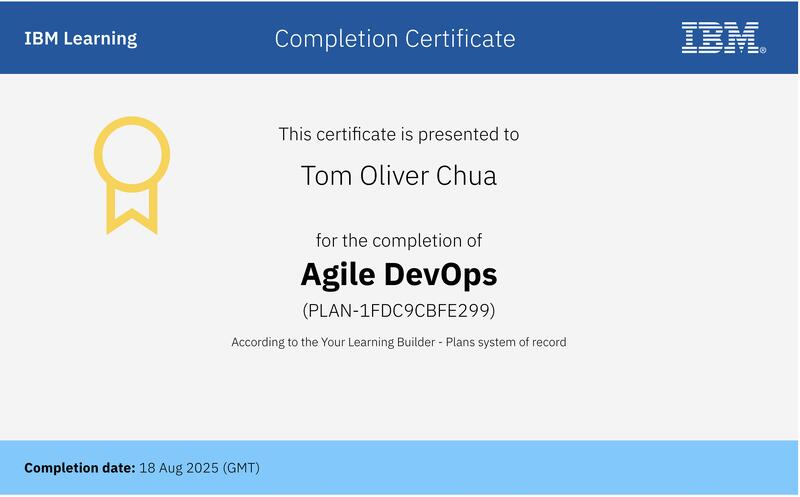 IBM Learning
Completion Certificate
IBM®
This certificate is presented to
Tom Oliver Chua
for the completion of
Agile DevOps
(PLAN-1FDC9CBFE299)
According to the Your Learning Builder - Plans system of record
Completion date: 18 Aug 2025 (GMT)